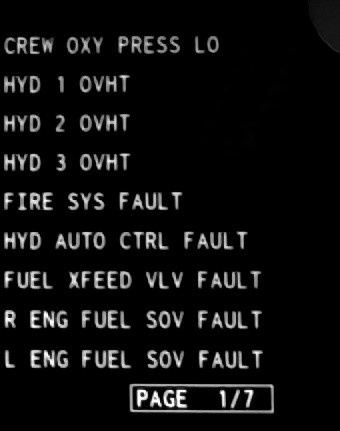 CREW OXY PRESS LO
HYD 1 OVHT
HYD 2 OVHT
HYD 3 OVHT
FIRE SYS FAULT
HYD AUTO CTRL FAULT
FUEL XFEED VLV FAULT
R ENG FUEL SOV FAULT
L ENG FUEL SOV FAULT
PAGE 1/7